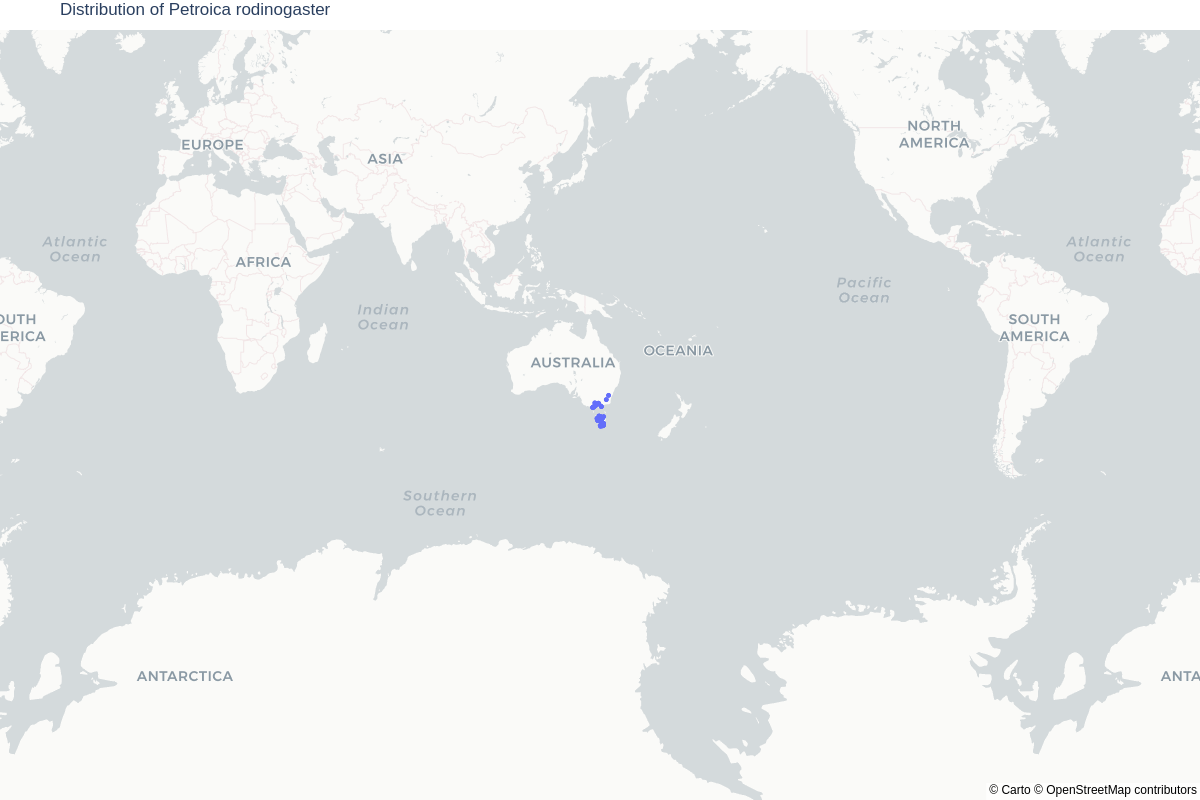 Distribution of Petroica rodinogaster
EUROPE
ASIA
NORTH
AMERICA
Atlantic
Ocean
AFRICA
Atlantic
Ocean
Indian
Ocean
Pacific
Ocean
OUTH
ERICA
SOUTH
AMERICA
OCEANIA
AUSTRALIA
Southern
Ocean
ANTARCTICA
ANTA
© Carto © OpenStreetMap contributors